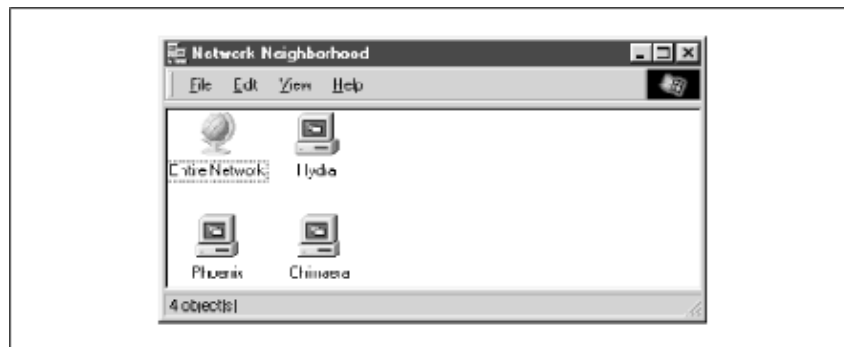 Network Neighborhood
File Edit View Help
Entire Network Hydra
Phoenix Chimaera
4 object(s)